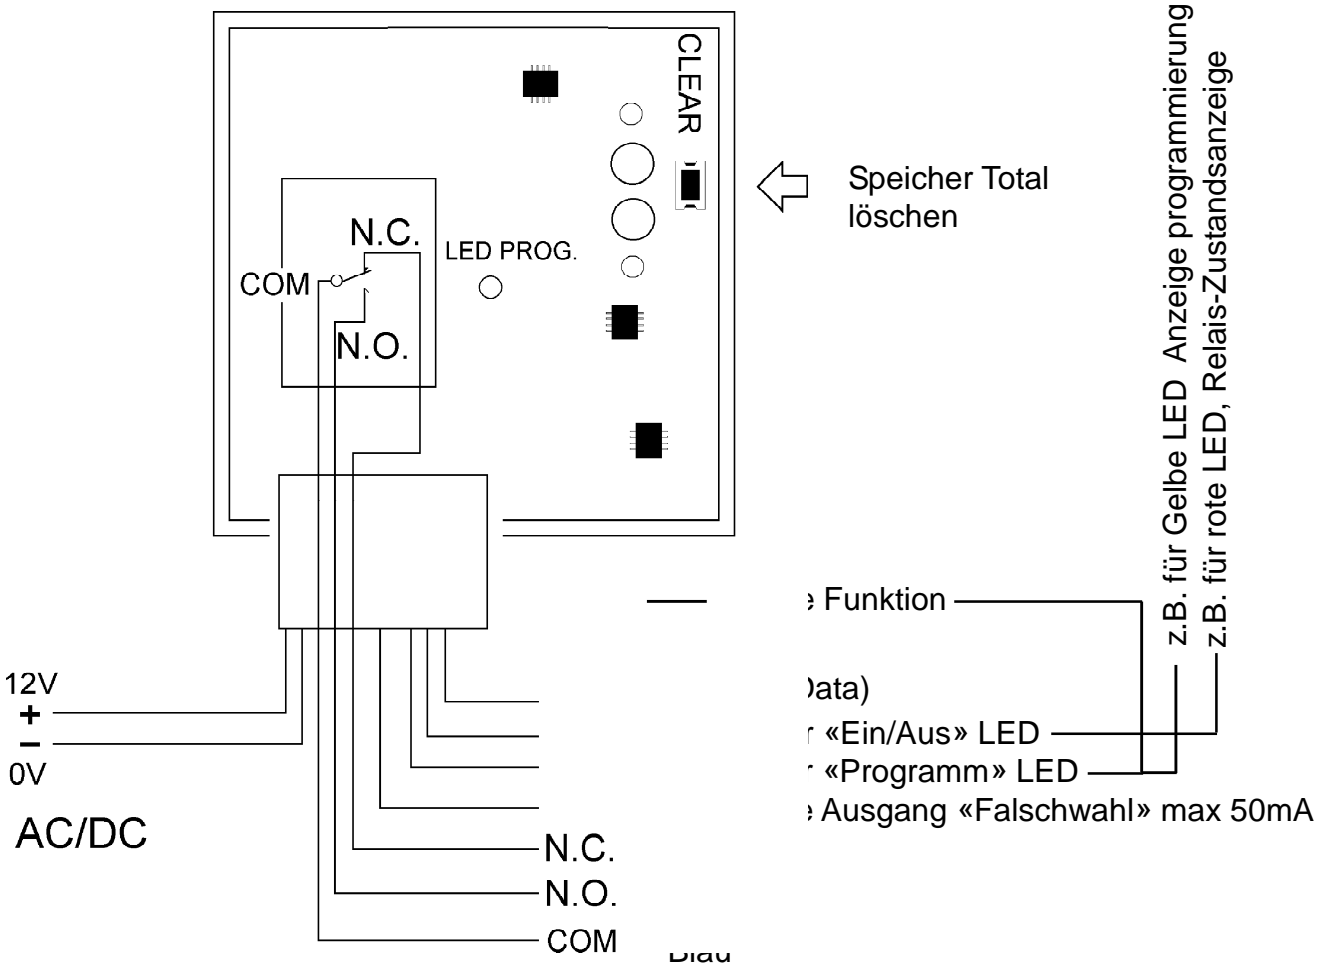 CLEAR
Speicher Total
löschen
N.C.
LED PROG.
COM
N.O.
z.B. für Gelbe LED Anzeige programmierung
z.B. für rote LED, Relais-Zustandsanzeige
Funktion
12V
+
−
0V
AC/DC
«Ein/Aus» LED
«Programm» LED
Ausgang «Falschwahl» max 50mA
N.C.
N.O.
COM